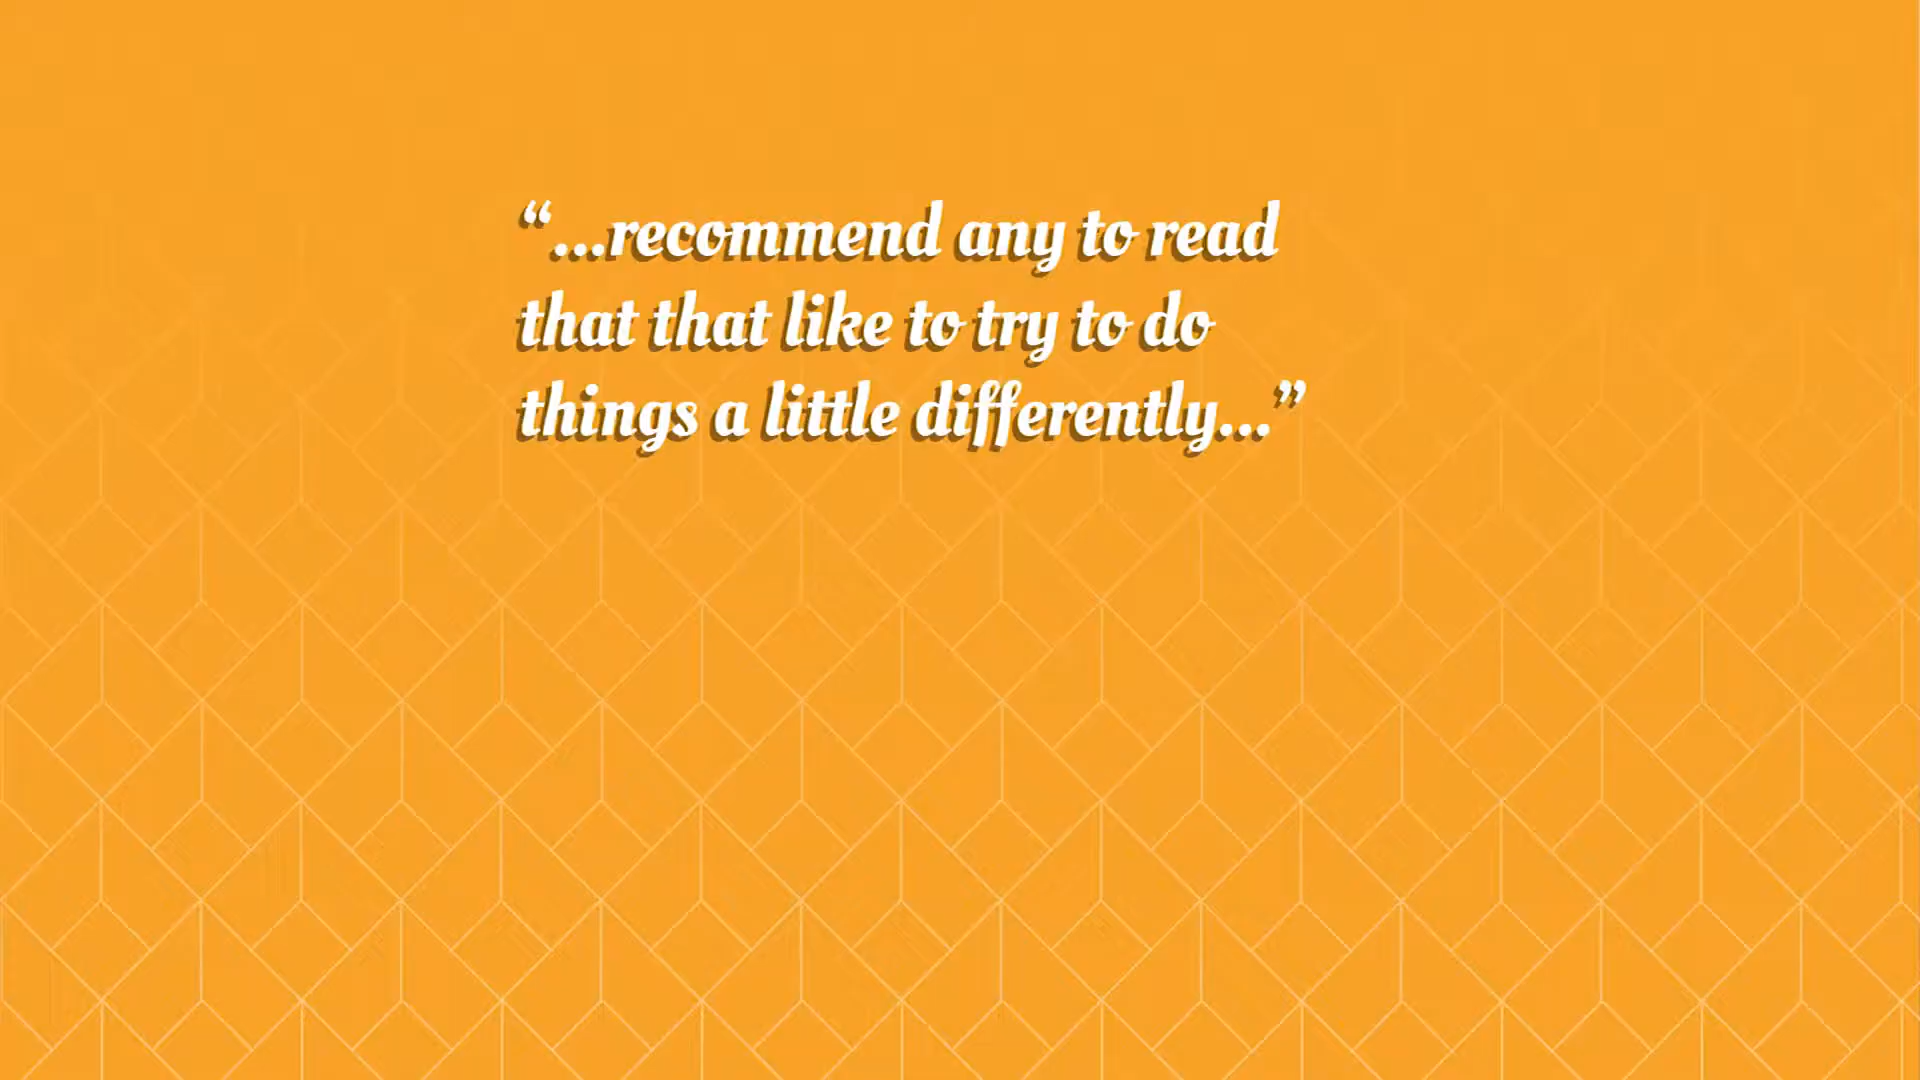 “...recommend any to read
that that like to try to do
things a little differently...”